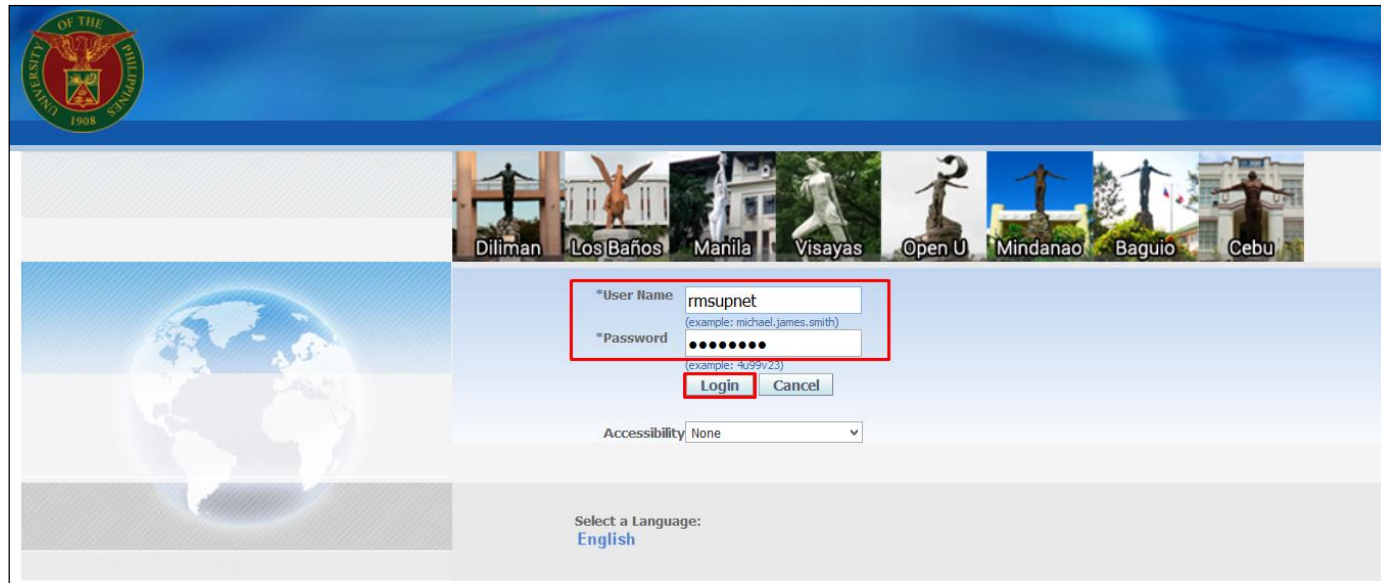 UNIVERSITY OF THE PHILIPPINES
1908
Diliman Los Baños Manila Visayas Open U Mindanao Baguio Cebu
*User Name rmsupnet
(example: michael.james.smith)
*Password ●●●●●●●●
(example: 4u99v23)
Login Cancel
Accessibility None
Select a Language:
English